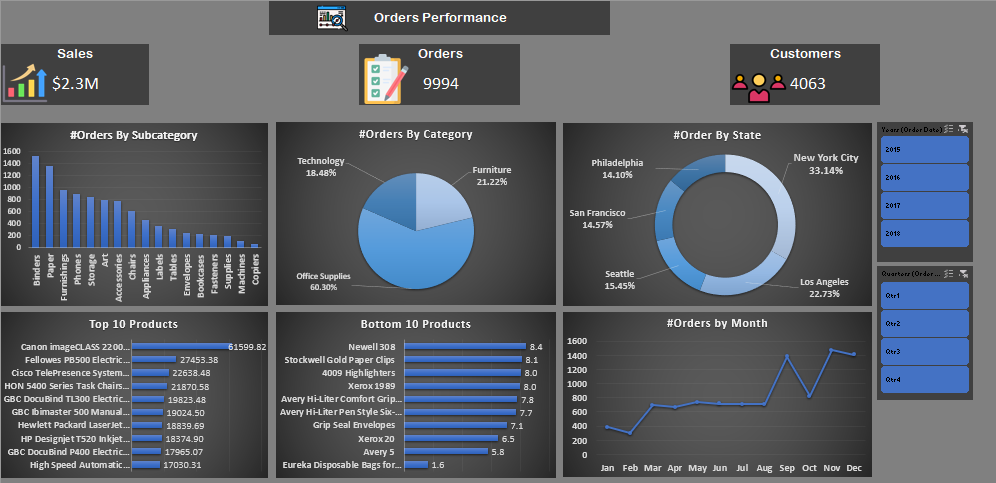 Orders Performance
Sales
$2.3M
Orders
9994
Customers
4063
#Orders By Subcategory
1600
1400
1200
1000
800
600
400
200
0
Binders
Paper
Furnishings
Phones
Storage
Art
Accessories
Chairs
Appliances
Labels
Tables
Envelopes
Bookcases
Fasteners
Supplies
Machines
Copiers
#Orders By Category
Technology
18.48%
Furniture
21.22%
Office Supplies
60.30%
#Order By State
Philadelphia
14.10%
New York City
33.14%
San Francisco
14.57%
Seattle
15.45%
Los Angeles
22.73%
Years (Order Date)
2015
2016
2017
2018
Quarters (Order ...
Qtr1
Qtr2
Qtr3
Qtr4
Top 10 Products
Canon imageCLASS 2200... 61599.82
Fellowes PB500 Electric... 27453.38
Cisco TelePresence System... 22638.48
HON 5400 Series Task Chairs... 21870.58
GBC DocuBind TL300 Electric... 19823.48
GBC Ibimaster 500 Manual... 19024.50
Hewlett Packard LaserJet... 18839.69
HP Designjet T520 Inkjet... 18374.90
GBC DocuBind P400 Electric... 17965.07
High Speed Automatic... 17030.31
Bottom 10 Products
Newell 308 8.4
Stockwell Gold Paper Clips 8.1
4009 Highlighters 8.0
Xerox 1989 8.0
Avery Hi-Liter Comfort Grip... 7.8
Avery Hi-Liter Pen Style Six-... 7.7
Grip Seal Envelopes 7.1
Xerox 20 6.5
Avery 5 5.8
Eureka Disposable Bags for... 1.6
#Orders by Month
1600
1400
1200
1000
800
600
400
200
0
Jan Feb Mar Apr May Jun Jul Aug Sep Oct Nov Dec